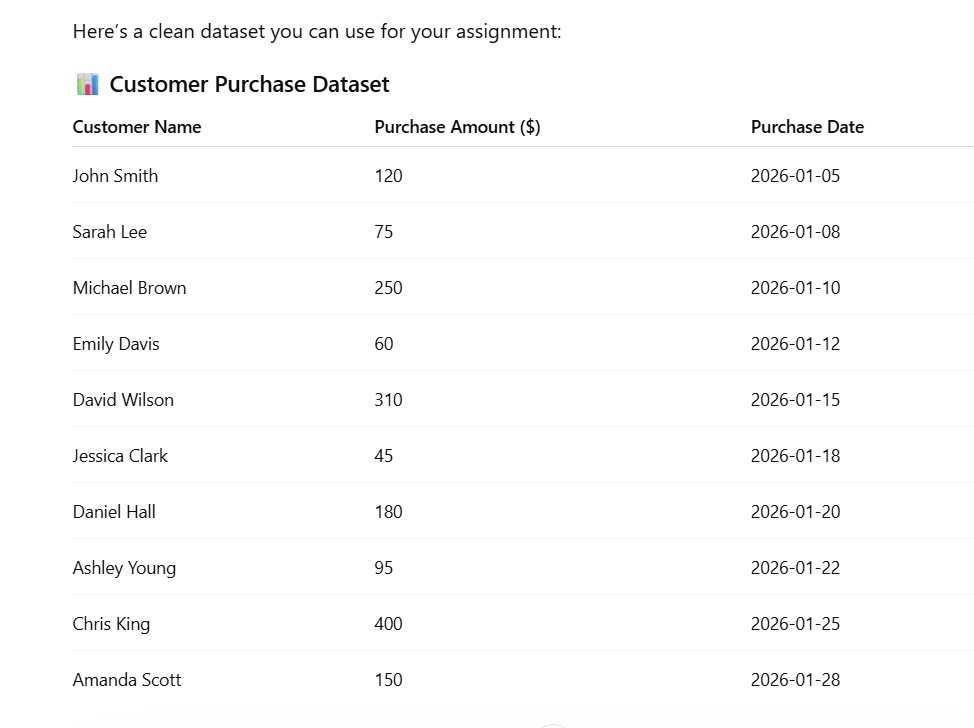 Here’s a clean dataset you can use for your assignment:
📊 Customer Purchase Dataset
Customer Name Purchase Amount ($) Purchase Date
John Smith 120 2026-01-05
Sarah Lee 75 2026-01-08
Michael Brown 250 2026-01-10
Emily Davis 60 2026-01-12
David Wilson 310 2026-01-15
Jessica Clark 45 2026-01-18
Daniel Hall 180 2026-01-20
Ashley Young 95 2026-01-22
Chris King 400 2026-01-25
Amanda Scott 150 2026-01-28